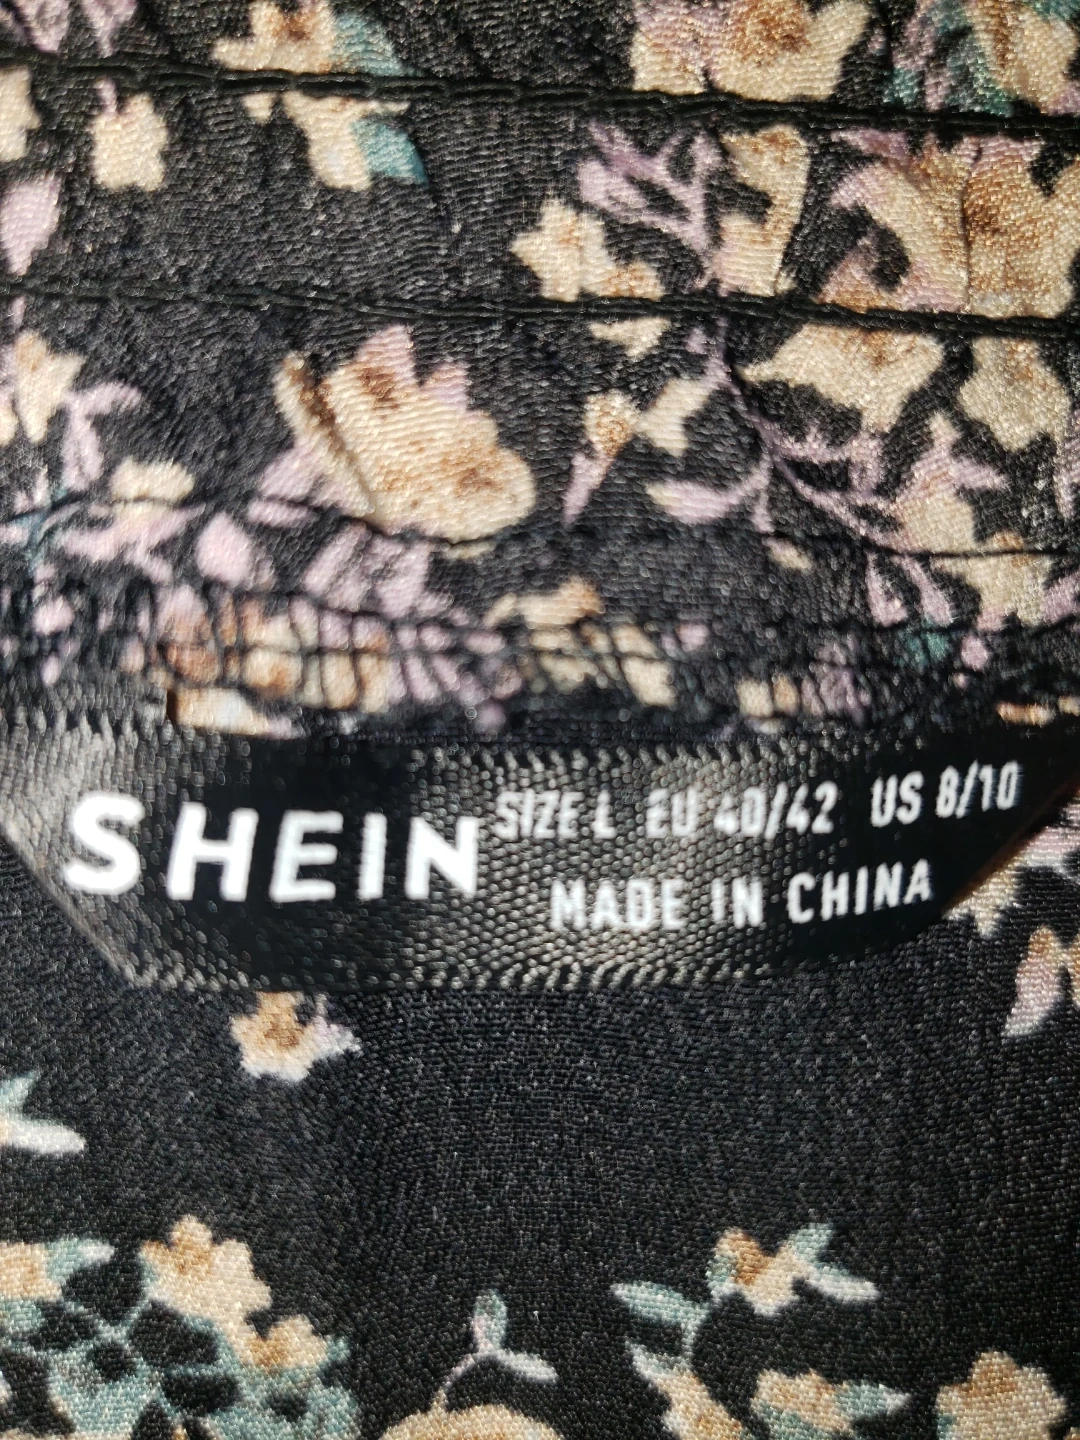 SHEIN
SIZE L EU 40/42 US 8/10
MADE IN CHINA